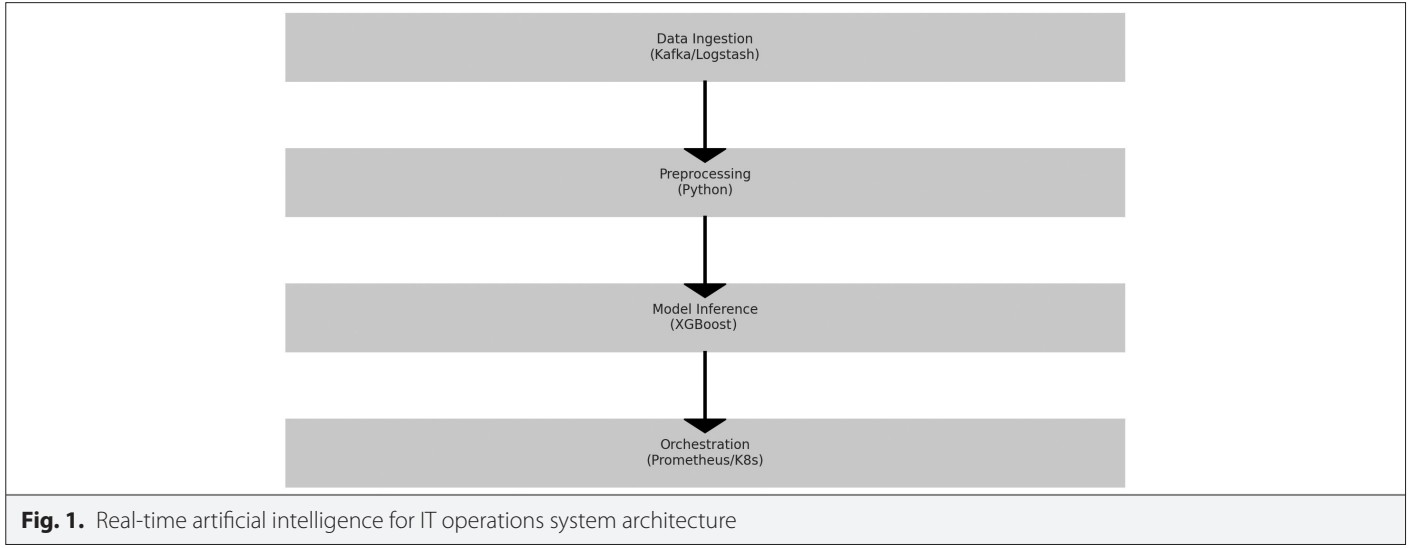 Data Ingestion
(Kafka/Logstash)
Preprocessing
(Python)
Model Inference
(XGBoost)
Orchestration
(Prometheus/K8s)
Fig. 1. Real-time artificial intelligence for IT operations system architecture